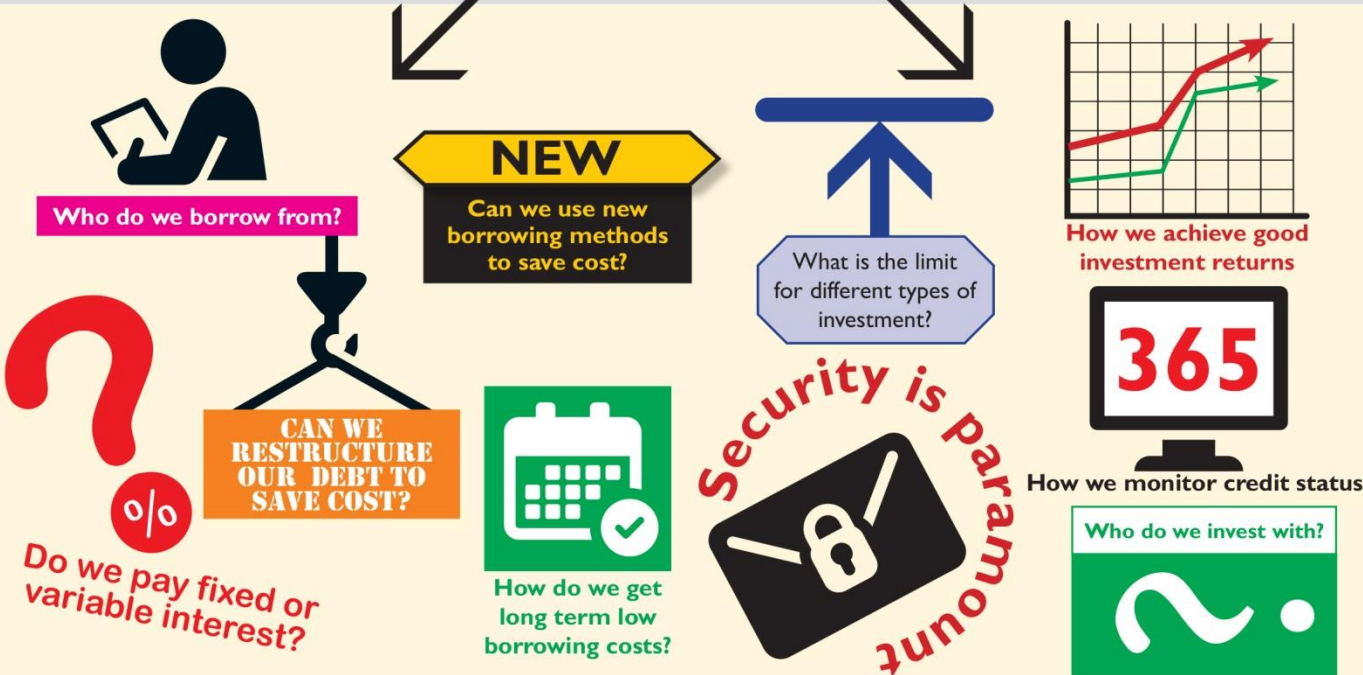 Who do we borrow from?
NEW
Can we use new
borrowing methods
to save cost?
What is the limit
for different types of
investment?
How we achieve good
investment returns
365
How we monitor credit status
Who do we invest with?
Security is paramount
CAN WE
RESTRUCTURE
OUR DEBT TO
SAVE COST?
%
Do we pay fixed or
variable interest?
How do we get
long term low
borrowing costs?